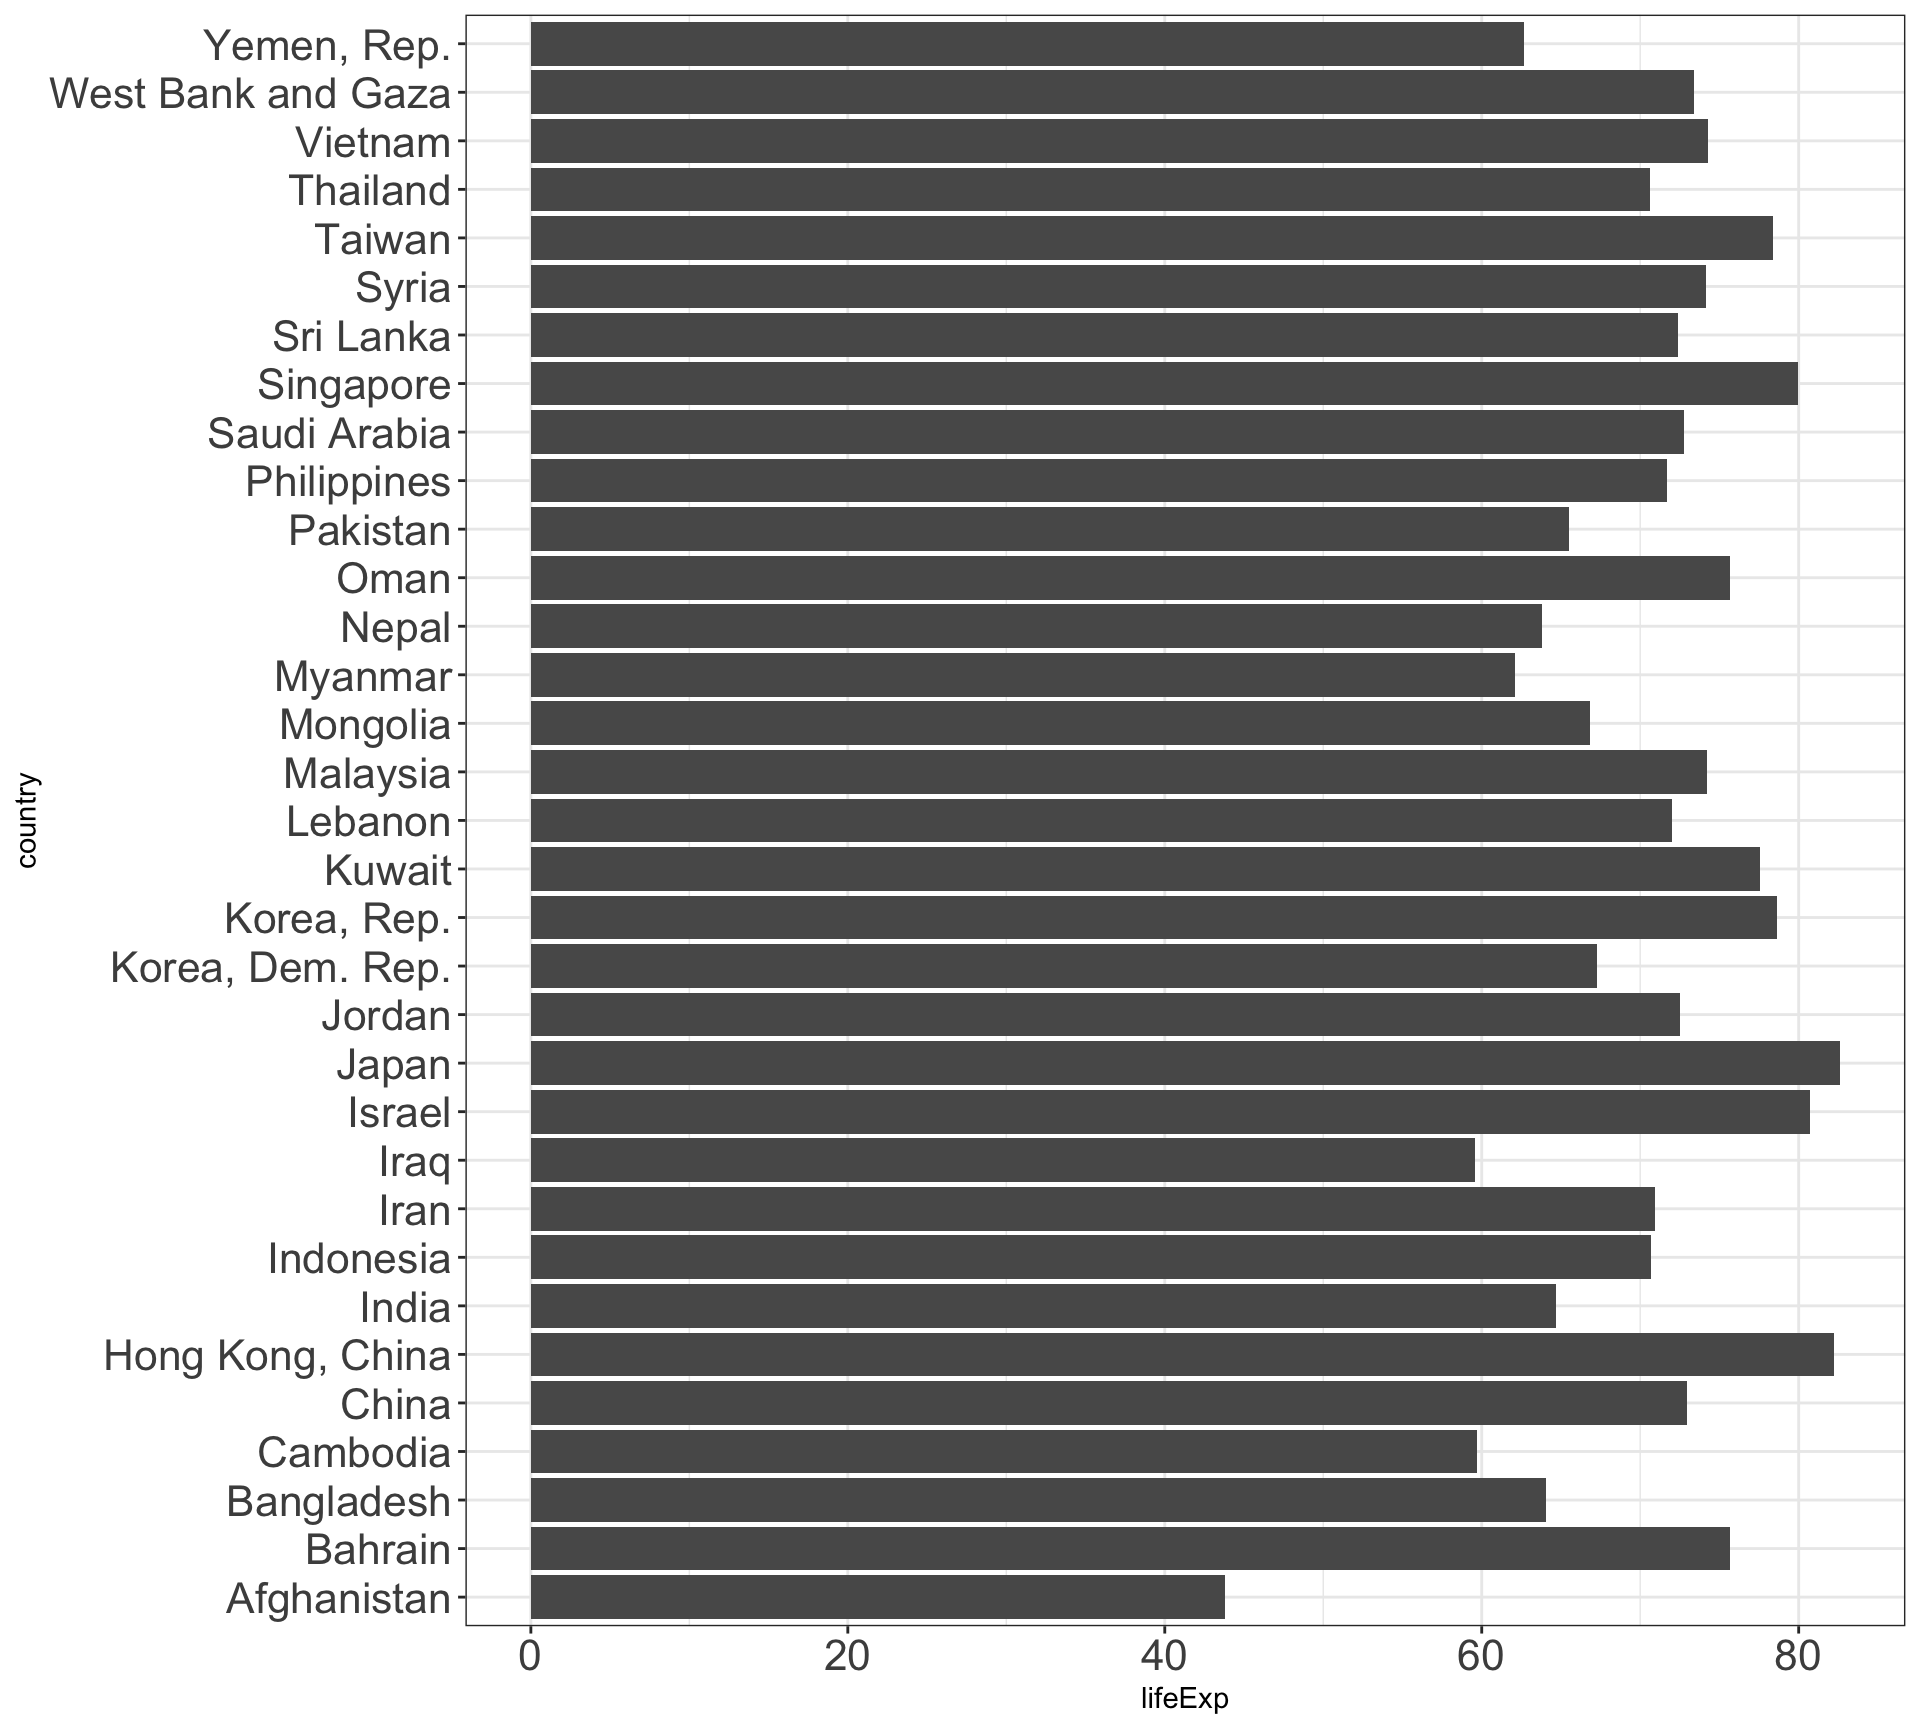 Yemen, Rep.
West Bank and Gaza
Vietnam
Thailand
Taiwan
Syria
Sri Lanka
Singapore
Saudi Arabia
Philippines
Pakistan
Oman
Nepal
Myanmar
Mongolia
Malaysia
Lebanon
Kuwait
Korea, Rep.
Korea, Dem. Rep.
Jordan
Japan
Israel
Iraq
Iran
Indonesia
India
Hong Kong, China
China
Cambodia
Bangladesh
Bahrain
Afghanistan
country
0 20 40 60 80
lifeExp